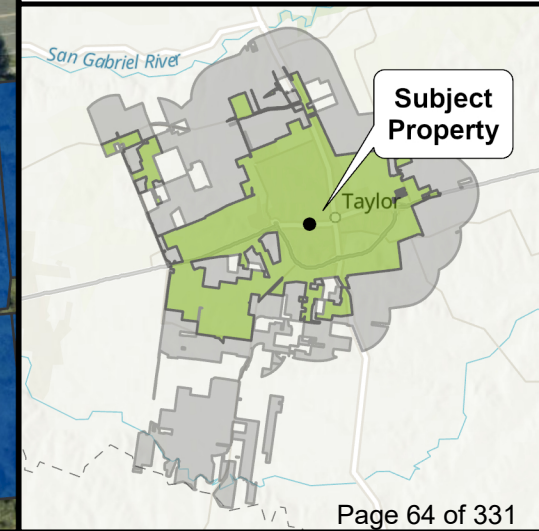 San Gabriel River
Subject
Property
Taylor
Page 64 of 331